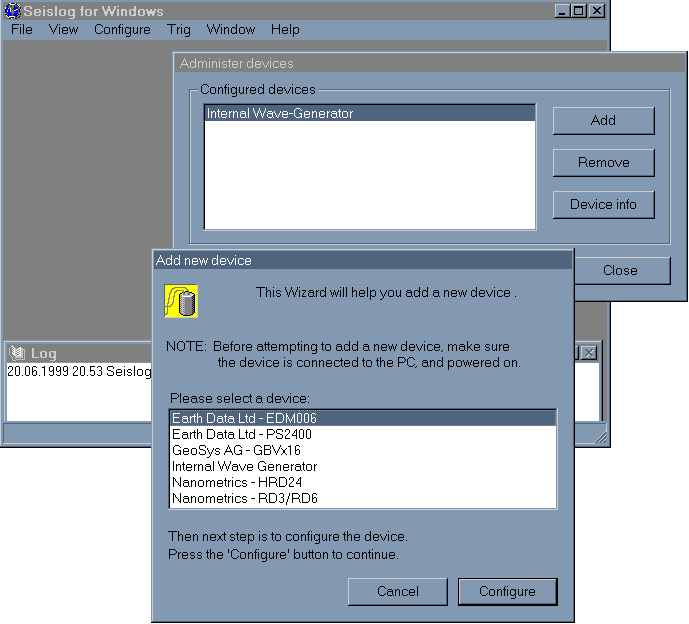 Seislog for Windows
File View Configure Trig Window Help
Administer devices
Configured devices
Internal Wave-Generator
Add
Remove
Device info
Close
Log
20.06.1999 20.53 Seislog
Add new device
This Wizard will help you add a new device .
NOTE: Before attempting to add a new device, make sure
the device is connected to the PC, and powered on.
Please select a device:
Earth Data Ltd - EDM006
Earth Data Ltd - PS2400
GeoSys AG - GBVx16
Internal Wave Generator
Nanometrics - HRD24
Nanometrics - RD3/RD6
Then next step is to configure the device.
Press the 'Configure' button to continue.
Cancel
Configure